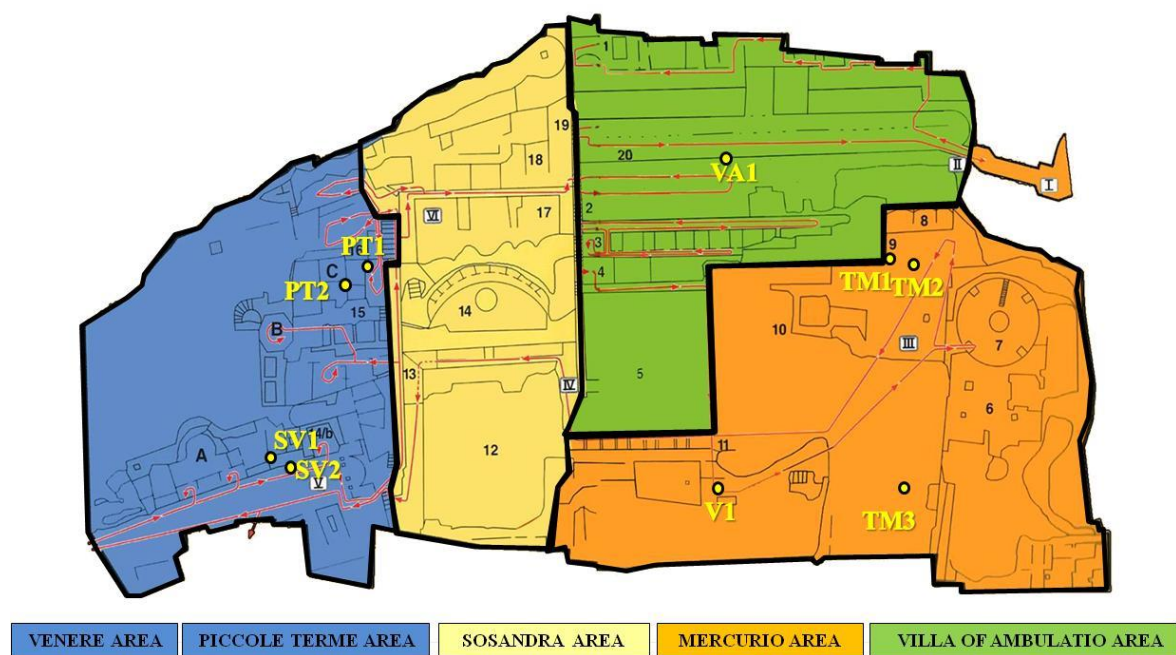 1
19
18
20
VA1
II
I
2
VI
17
8
3
PT1
16
9
TM1
TM2
4
C
PT2
14
15
B
10
III
7
13
5
IV
6
12
11
SV1
14/b
A
SV2
V
V1
TM3
VENERE AREA
PICCOLE TERME AREA
SOSANDRA AREA
MERCURIO AREA
VILLA OF AMBULATIO AREA